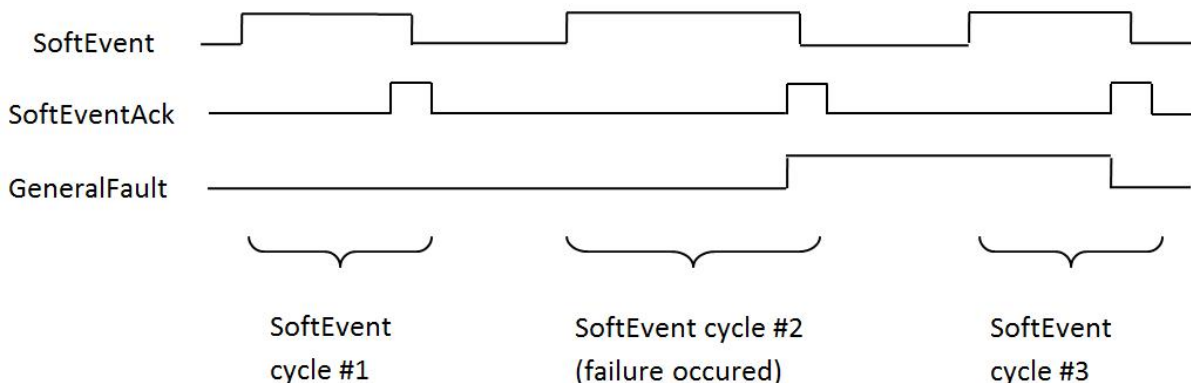 SoftEvent
SoftEventAck
GeneralFault
SoftEvent
cycle #1
SoftEvent cycle #2
(failure occured)
SoftEvent
cycle #3